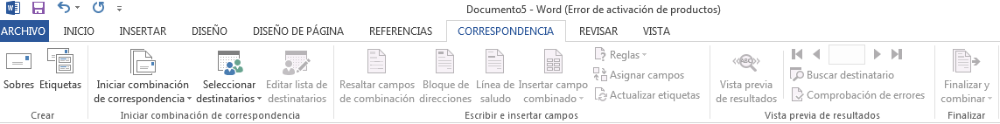 Documento5 - Word (Error de activación de productos)
ARCHIVO INICIO INSERTAR DISEÑO DISEÑO DE PÁGINA REFERENCIAS CORRESPONDENCIA REVISAR VISTA
Sobres Etiquetas
Crear
Iniciar combinación de correspondencia
Seleccionar destinatarios
Editar lista de destinatarios
Iniciar combinación de correspondencia
Resaltar campos de combinación
Bloque de direcciones
Línea de saludo
Insertar campo combinado
Reglas
Asignar campos
Actualizar etiquetas
Escribir e insertar campos
ABC
Vista previa de resultados
Buscar destinatario
Comprobación de errores
Vista previa de resultados
Finalizar y combinar
Finalizar